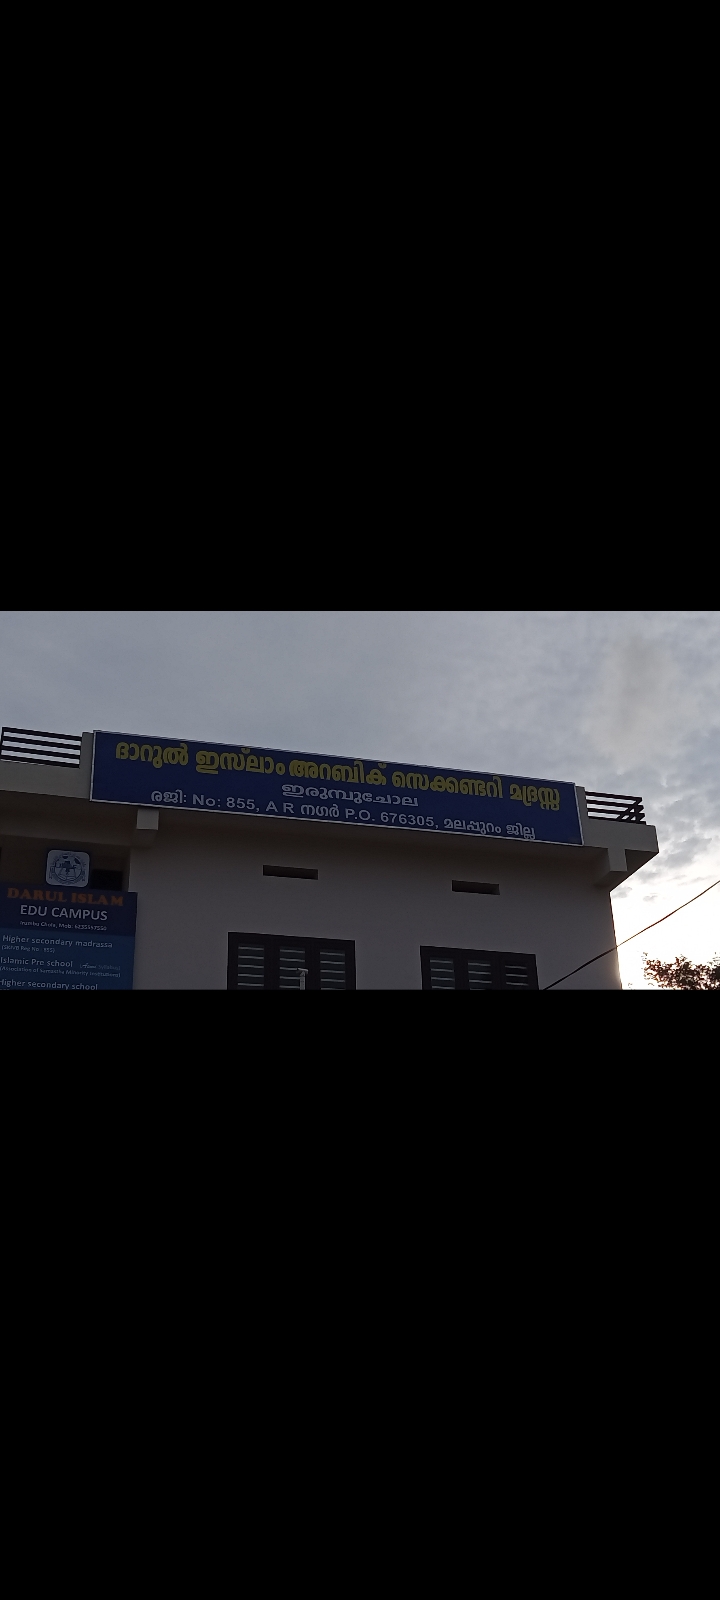 ദാറുൽ ഇസ്‌ലാം അറബിക് സെക്കണ്ടറി മദ്രസ്സ
ഇരുമ്പുചോല
രജി: No: 855, A R നഗർ P.O. 676305, മലപ്പുറം ജില്ല
DARUL ISLAM
EDU CAMPUS
Higher secondary madrassa
Islamic Pre school
Higher secondary school